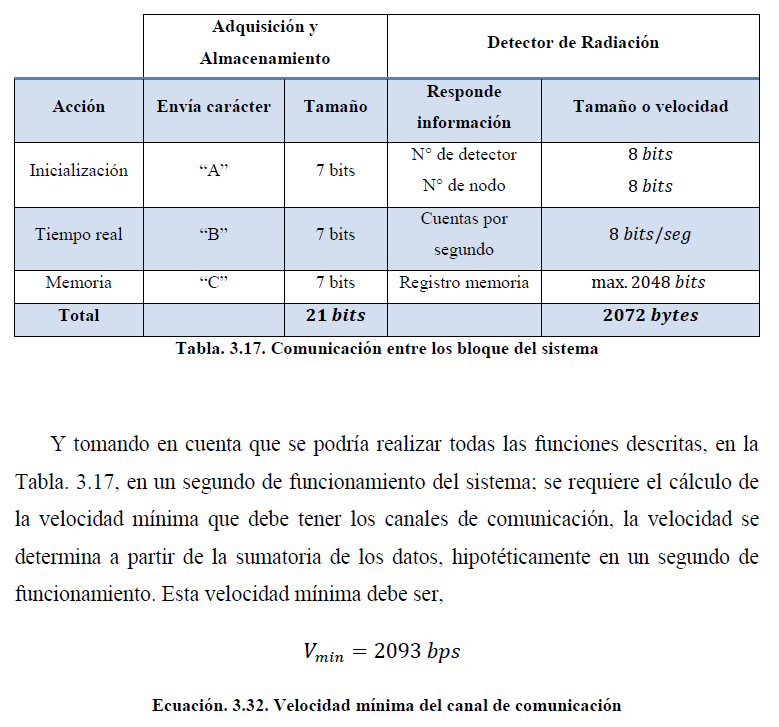 Adquisición y
Almacenamiento
Detector de Radiación
Acción
Envía carácter
Tamaño
Responde
información
Tamaño o velocidad
Inicialización
“A”
7 bits
N° de detector
N° de nodo
8 bits
8 bits
Tiempo real
“B”
7 bits
Cuentas por
segundo
8 bits/seg
Memoria
“C”
7 bits
Registro memoria
max. 2048 bits
Total
21 bits
2072 bytes
Tabla. 3.17. Comunicación entre los bloque del sistema
Y tomando en cuenta que se podría realizar todas las funciones descritas, en la
Tabla. 3.17, en un segundo de funcionamiento del sistema; se requiere el cálculo de
la velocidad mínima que debe tener los canales de comunicación, la velocidad se
determina a partir de la sumatoria de los datos, hipotéticamente en un segundo de
funcionamiento. Esta velocidad mínima debe ser,
Vmin = 2093 bps
Ecuación. 3.32. Velocidad mínima del canal de comunicación